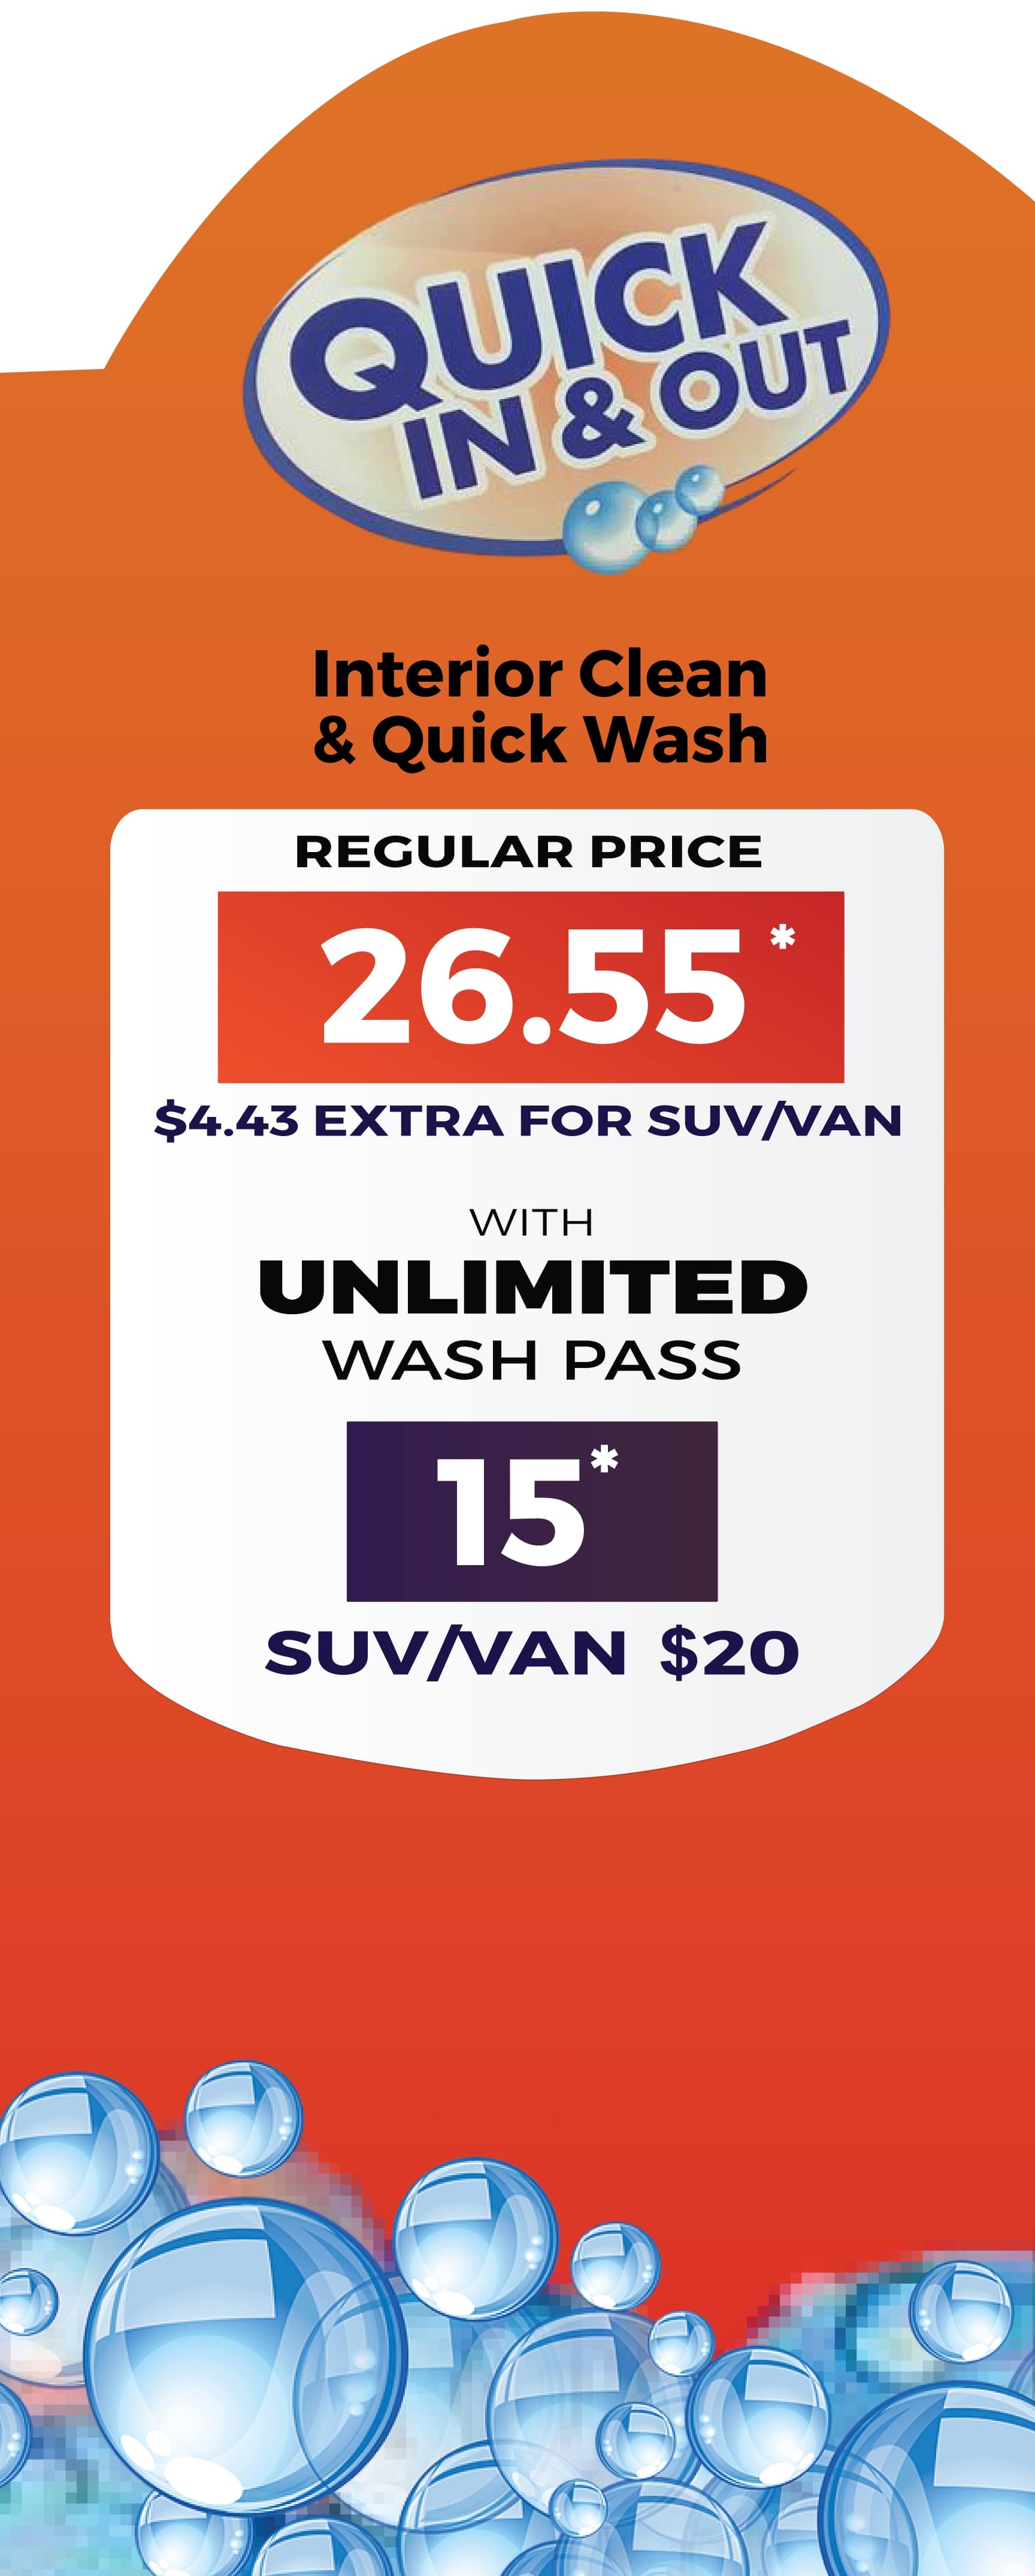 QUICK
IN & OUT
Interior Clean
& Quick Wash
REGULAR PRICE
26.55*
$4.43 EXTRA FOR SUV/VAN
WITH
UNLIMITED
WASH PASS
15*
SUV/VAN $20